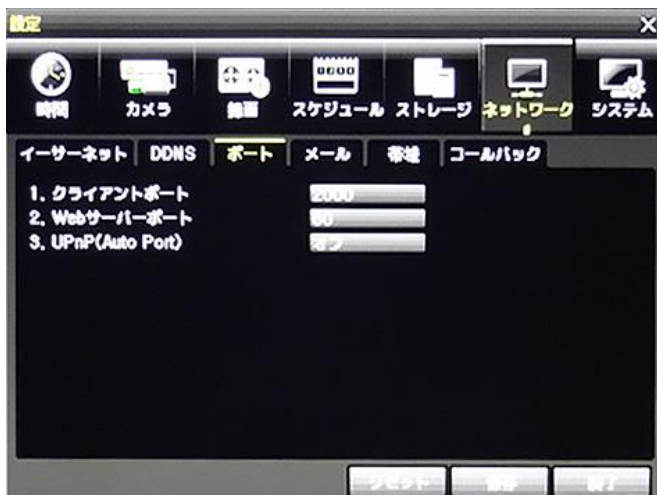 設定 ×
時間 カメラ 録画 スケジュール ストレージ ネットワーク システム
イーサーネット DDNS ポート メール 帯域 コールバック
1. クライアントポート 2000
2. Webサーバーポート 80
3. UPnP(Auto Port) オフ
リセット 保存 終了